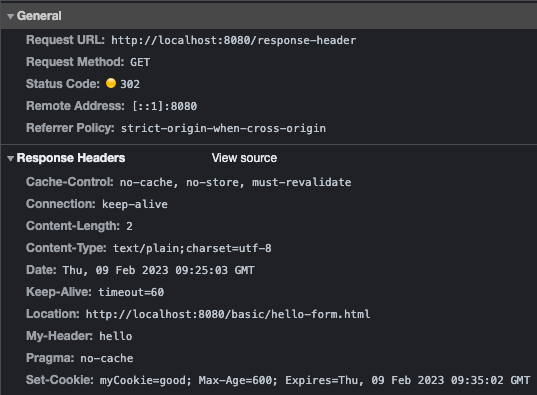 General
Request URL: http://localhost:8080/response-header
Request Method: GET
Status Code: 302
Remote Address: [::1]:8080
Referrer Policy: strict-origin-when-cross-origin
Response Headers View source
Cache-Control: no-cache, no-store, must-revalidate
Connection: keep-alive
Content-Length: 2
Content-Type: text/plain;charset=utf-8
Date: Thu, 09 Feb 2023 09:25:03 GMT
Keep-Alive: timeout=60
Location: http://localhost:8080/basic/hello-form.html
My-Header: hello
Pragma: no-cache
Set-Cookie: myCookie=good; Max-Age=600; Expires=Thu, 09 Feb 2023 09:35:02 GMT